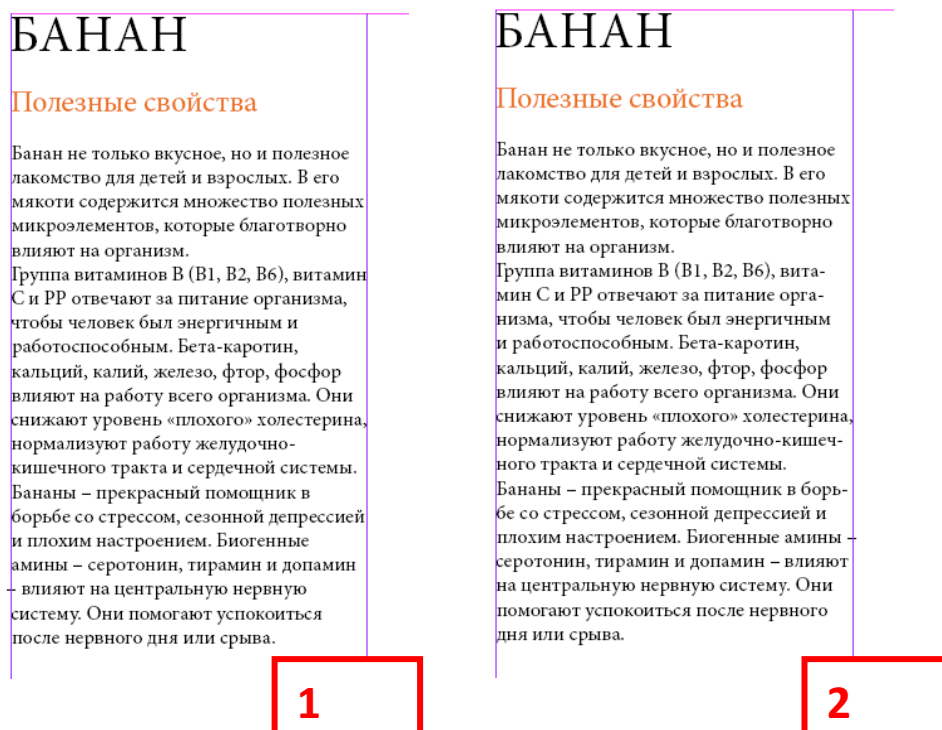 БАНАН
Полезные свойства
Банан не только вкусное, но и полезное
лакомство для детей и взрослых. В его
мякоти содержится множество полезных
микроэлементов, которые благотворно
влияют на организм.
Группа витаминов В (В1, В2, В6), витамин
С и РР отвечают за питание организма,
чтобы человек был энергичным и
работоспособным. Бета-каротин,
кальций, калий, железо, фтор, фосфор
влияют на работу всего организма. Они
снижают уровень «плохого» холестерина,
нормализуют работу желудочно-
кишечного тракта и сердечной системы.
Бананы – прекрасный помощник в
борьбе со стрессом, сезонной депрессией
и плохим настроением. Биогенные
амины – серотонин, тирамин и допамин
– влияют на центральную нервную
систему. Они помогают успокоиться
после нервного дня или срыва.
1
БАНАН
Полезные свойства
Банан не только вкусное, но и полезное
лакомство для детей и взрослых. В его
мякоти содержится множество полезных
микроэлементов, которые благотворно
влияют на организм.
Группа витаминов В (В1, В2, В6), вита-
мин С и РР отвечают за питание орга-
низма, чтобы человек был энергичным
и работоспособным. Бета-каротин,
кальций, калий, железо, фтор, фосфор
влияют на работу всего организма. Они
снижают уровень «плохого» холестерина,
нормализуют работу желудочно-кишеч-
ного тракта и сердечной системы.
Бананы – прекрасный помощник в борь-
бе со стрессом, сезонной депрессией и
плохим настроением. Биогенные амины –
серотонин, тирамин и допамин – влияют
на центральную нервную систему. Они
помогают успокоиться после нервного
дня или срыва.
2